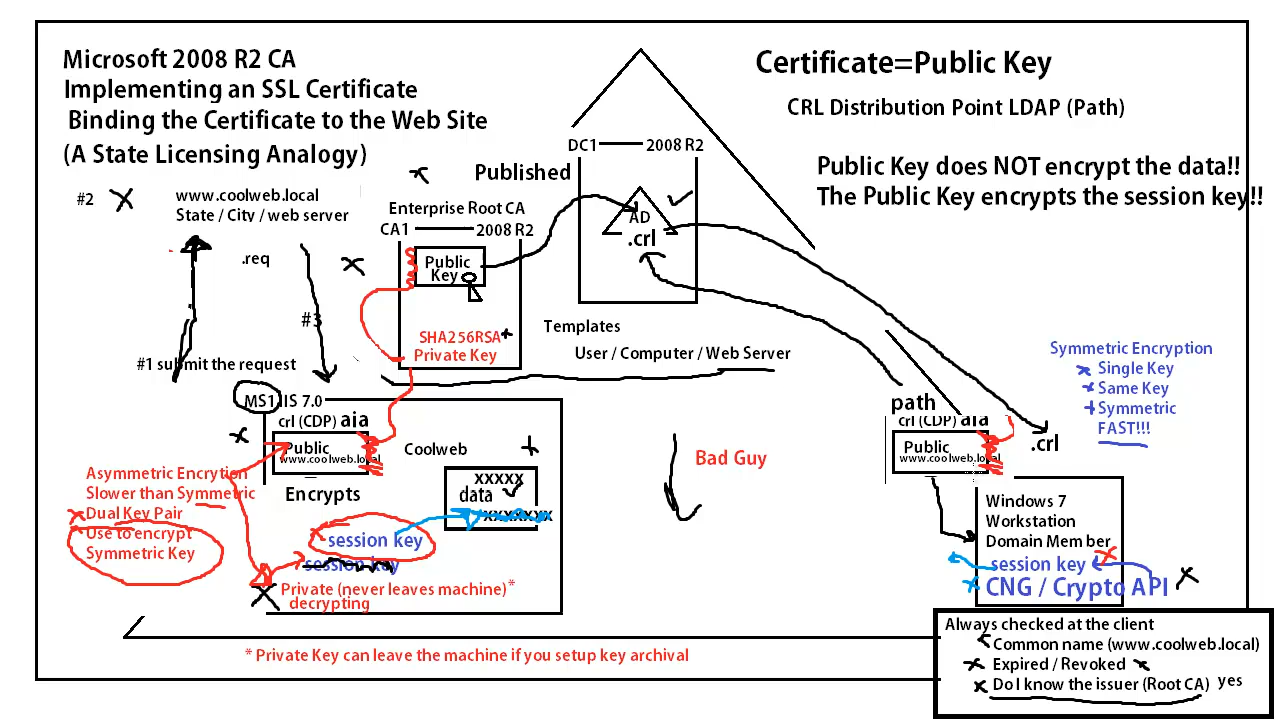 Microsoft 2008 R2 CA
Implementing an SSL Certificate
Binding the Certificate to the Web Site
(A State Licensing Analogy)
Certificate=Public Key
CRL Distribution Point LDAP (Path)
Public Key does NOT encrypt the data!!
The Public Key encrypts the session key!!
#2
www.coolweb.local
State / City / web server
.req
#3
#1 submit the request
Published
Enterprise Root CA
CA1
2008 R2
Public
Key
SHA256RSA
Private Key
DC1
2008 R2
AD
.crl
Templates
User / Computer / Web Server
Symmetric Encryption
Single Key
Same Key
Symmetric
FAST!!!
MS1 IIS 7.0
crl (CDP) aia
Public
www.coolweb.local
Coolweb
Encrypts
xxxxx
data
xxxxxxx
session key
session key
Private (never leaves machine)*
decrypting
Asymmetric Encrytion
Slower than Symmetric
Dual Key Pair
Use to encrypt
Symmetric Key
Bad Guy
path
crl (CDP) aia
Public
www.coolweb.local
.crl
Windows 7
Workstation
Domain Member
session key
CNG / Crypto API
* Private Key can leave the machine if you setup key archival
Always checked at the client
Common name (www.coolweb.local)
Expired / Revoked
Do I know the issuer (Root CA) yes